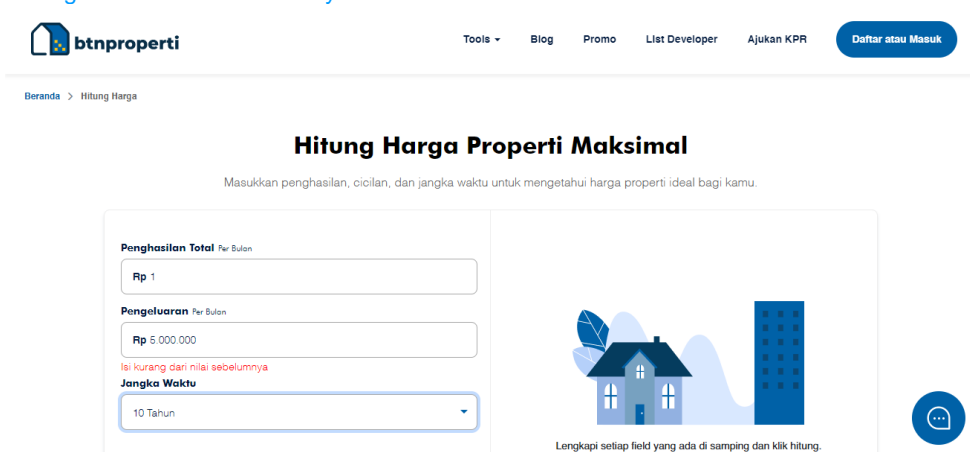 btnproperti
Tools Blog Promo List Developer Ajukan KPR Daftar atau Masuk
Beranda > Hitung Harga
Hitung Harga Properti Maksimal
Masukkan penghasilan, cicilan, dan jangka waktu untuk mengetahui harga properti ideal bagi kamu.
Penghasilan Total Per Bulan
Rp 1
Pengeluaran Per Bulan
Rp 5.000.000
Isi kurang dari nilai sebelumnya
Jangka Waktu
10 Tahun
Lengkapi setiap field yang ada di samping dan klik hitung.